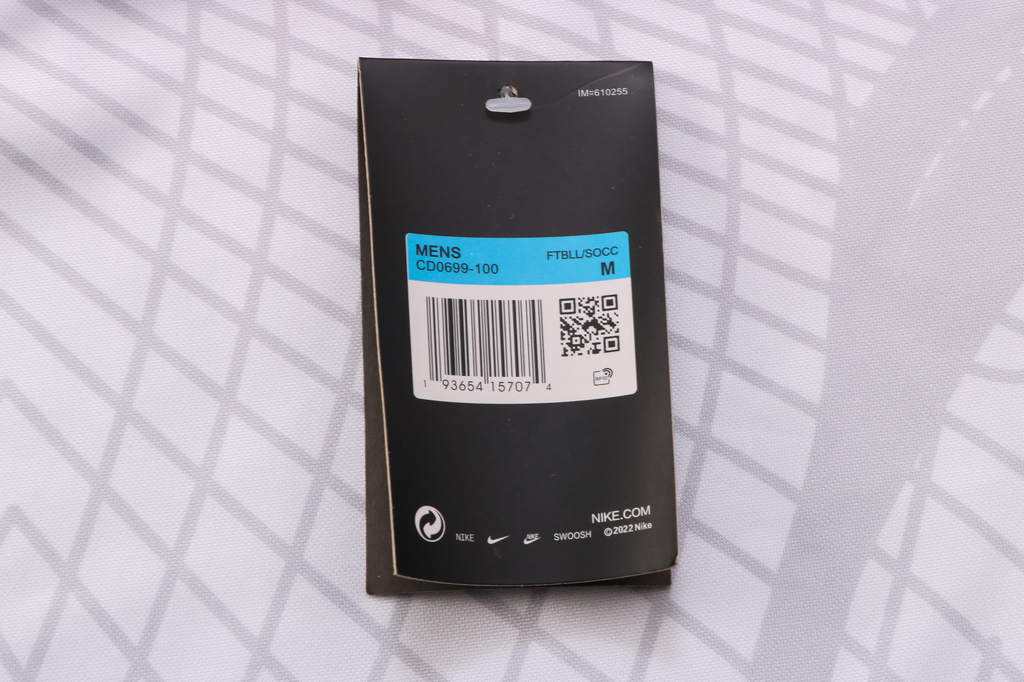 IM=610255
MENS
FTBLL/SOCC
CD0699-100
M
1 93654 15707 4
NIKE.COM
NIKE
NIKE
SWOOSH
©2022 Nike